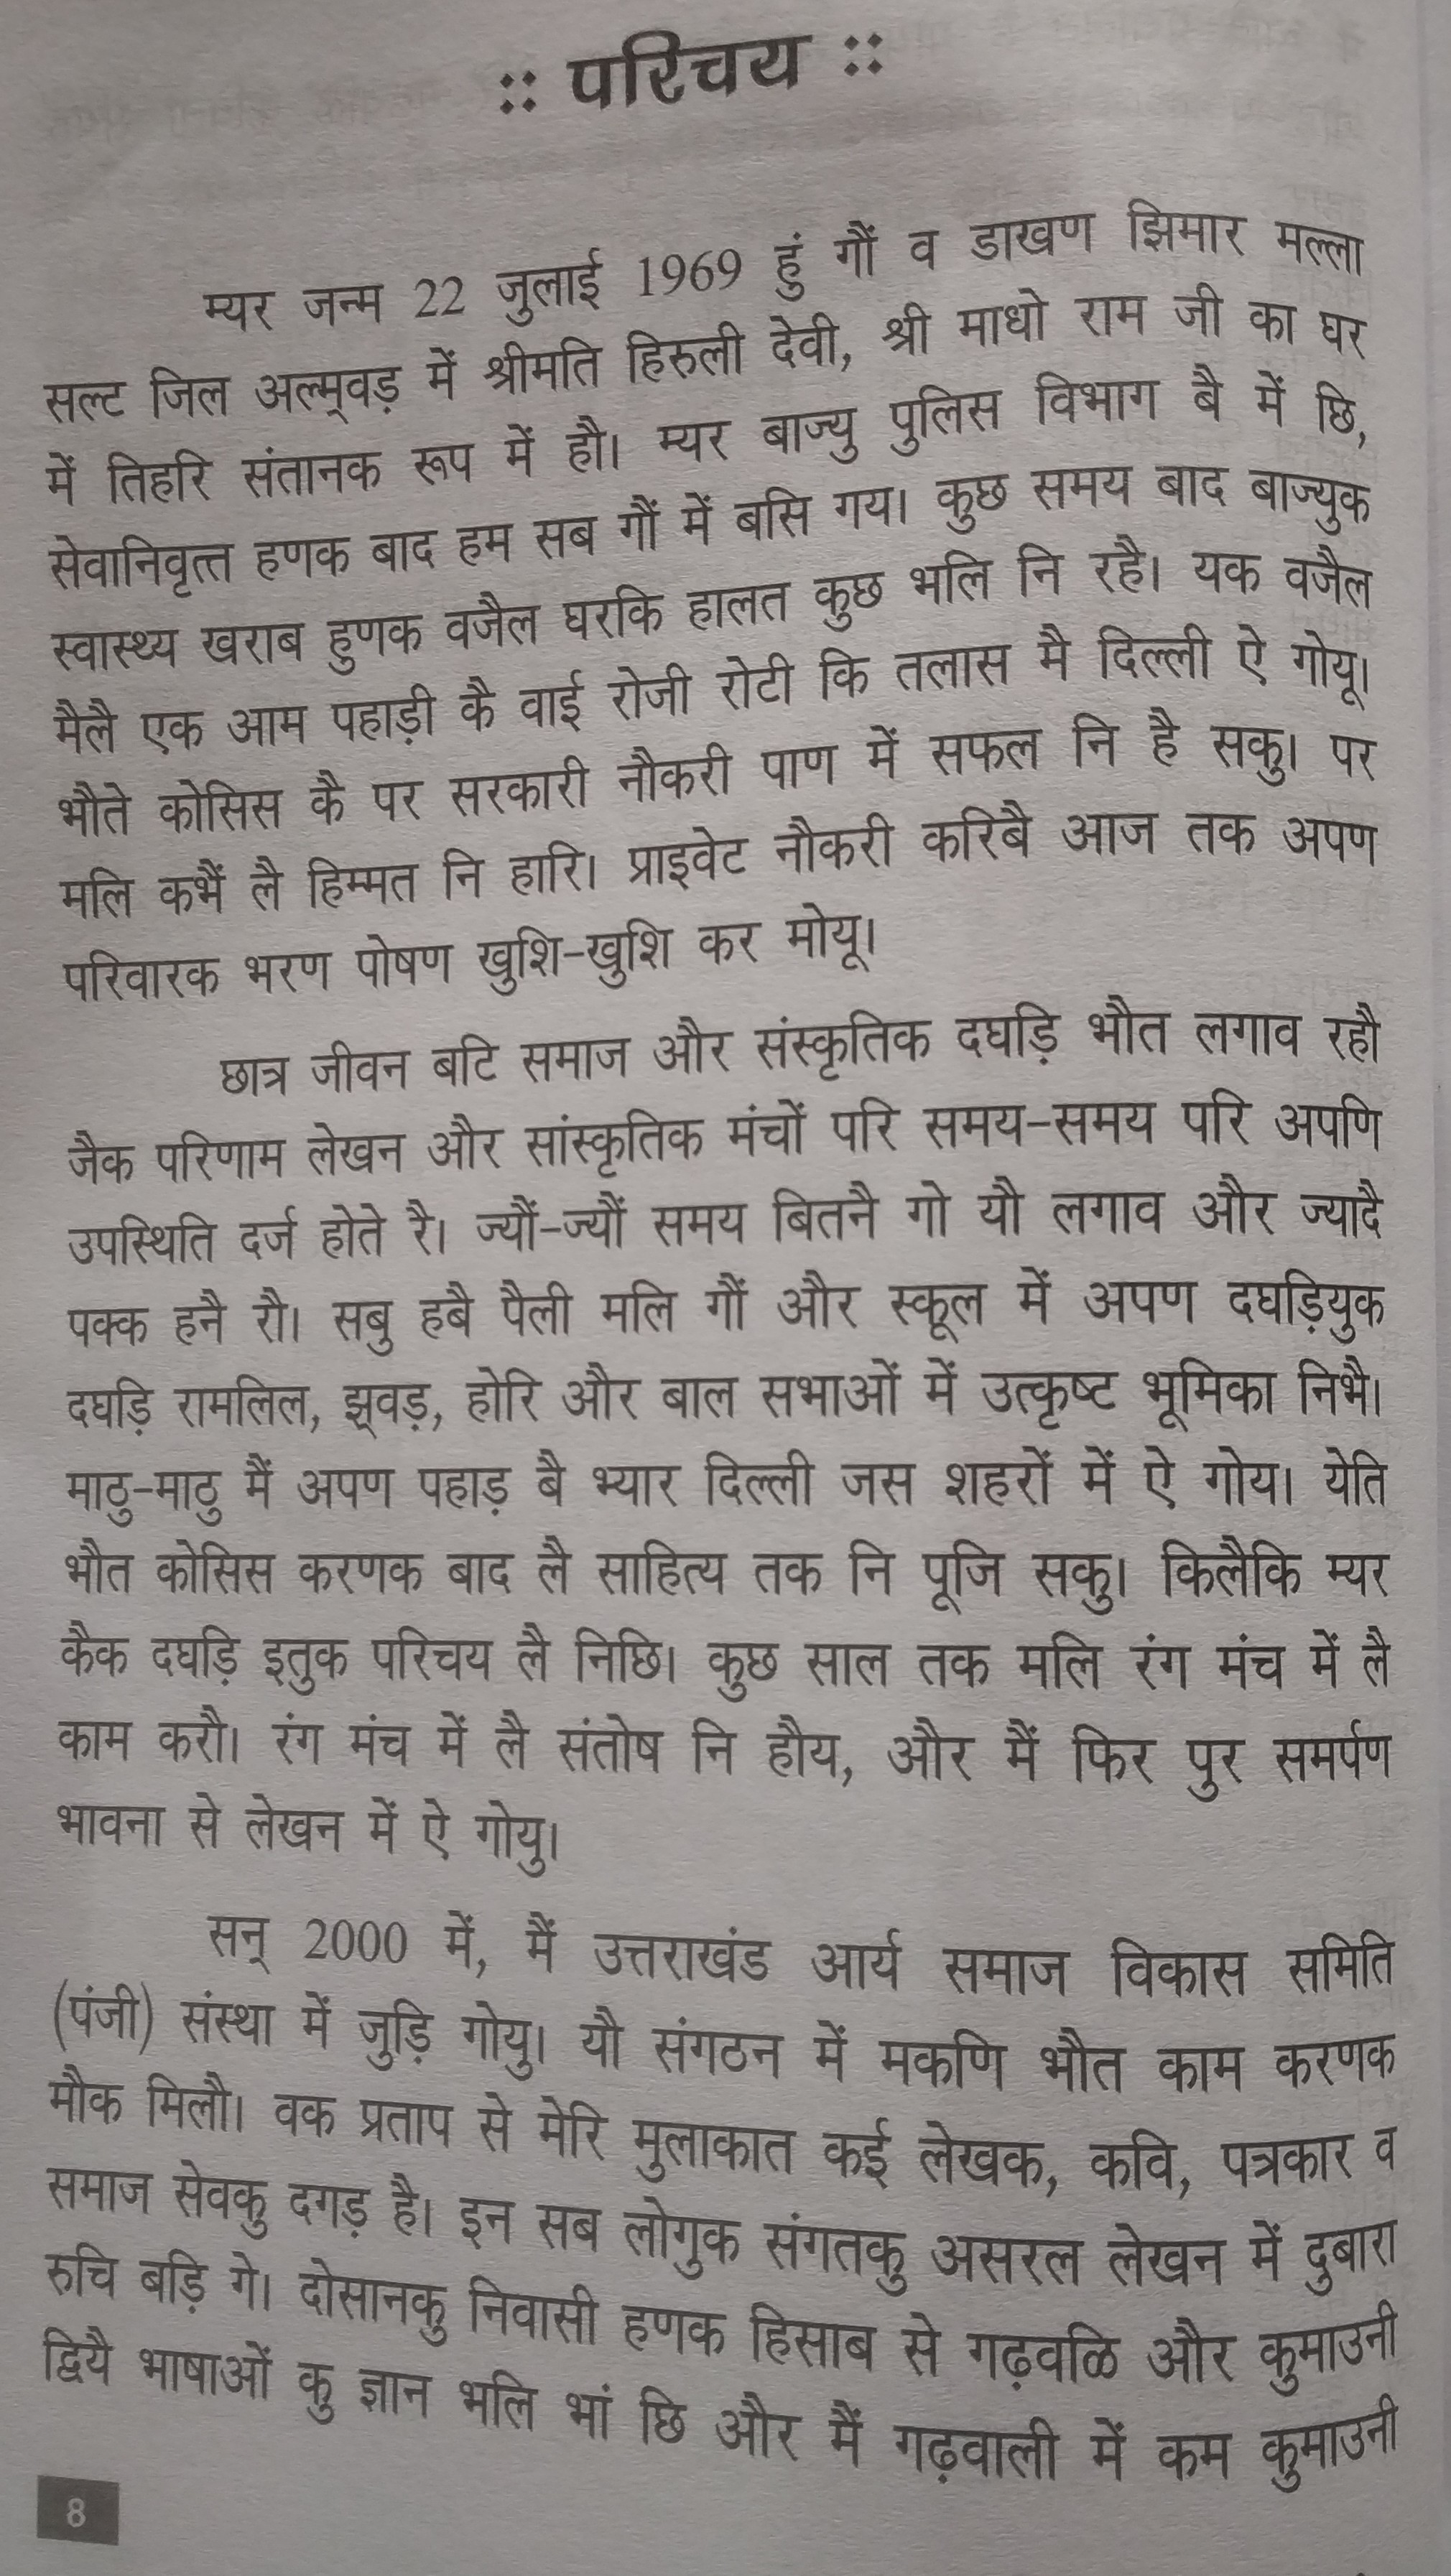 :: परिचय ::
म्यर जन्म 22 जुलाई 1969 हुं गौं व डाखण झिमार मल्ला
सल्ट जिल अल्म्वड़ में श्रीमति हिरुली देवी, श्री माधो राम जी का घर
में तिहरि संतानक रूप में हौ। म्यर बाज्यु पुलिस विभाग बै में छि,
सेवानिवृत्त हणक बाद हम सब गौं में बसि गय। कुछ समय बाद बाज्युक
स्वास्थ्य खराब हुणक वजैल घरकि हालत कुछ भलि नि रहै। यक वजैल
मैलै एक आम पहाड़ी कै वाई रोजी रोटी कि तलास मै दिल्ली ऐ गोयू।
भौते कोसिस कै पर सरकारी नौकरी पाण में सफल नि है सकु। पर
मलि कभैं लै हिम्मत नि हारि। प्राइवेट नौकरी करिबै आज तक अपण
परिवारक भरण पोषण खुशि-खुशि कर मोयू।
छात्र जीवन बटि समाज और संस्कृतिक दघड़ि भौत लगाव रहौ
जैक परिणाम लेखन और सांस्कृतिक मंचों परि समय-समय परि अपणि
उपस्थिति दर्ज होते रै। ज्यौं-ज्यौं समय बितनै गो यौ लगाव और ज्यादै
पक्क हनै रौ। सबु हबै पैली मलि गौं और स्कूल में अपण दघड़ियुक
दघड़ि रामलिल, झ्वड़, होरि और बाल सभाओं में उत्कृष्ट भूमिका निभै।
माठु-माठु मैं अपण पहाड़ बै भ्यार दिल्ली जस शहरों में ऐ गोय। येति
भौत कोसिस करणक बाद लै साहित्य तक नि पूजि सकु। किलैकि म्यर
कैक दघड़ि इतुक परिचय लै निछि। कुछ साल तक मलि रंग मंच में लै
काम करौ। रंग मंच में लै संतोष नि हौय, और मैं फिर पुर समर्पण
भावना से लेखन में ऐ गोयु।
सन् 2000 में, मैं उत्तराखंड आर्य समाज विकास समिति
(पंजी) संस्था में जुड़ि गोयु। यौ संगठन में मकणि भौत काम करणक
मौक मिलौ। वक प्रताप से मेरि मुलाकात कई लेखक, कवि, पत्रकार व
समाज सेवकु दगड़ है। इन सब लोगुक संगतकु असरल लेखन में दुबारा
रुचि बड़ि गे। दोसानकु निवासी हणक हिसाब से गढ़वळि और कुमाउनी
द्वियै भाषाओं कु ज्ञान भलि भां छि और मैं गढ़वाली में कम कुमाउनी
8